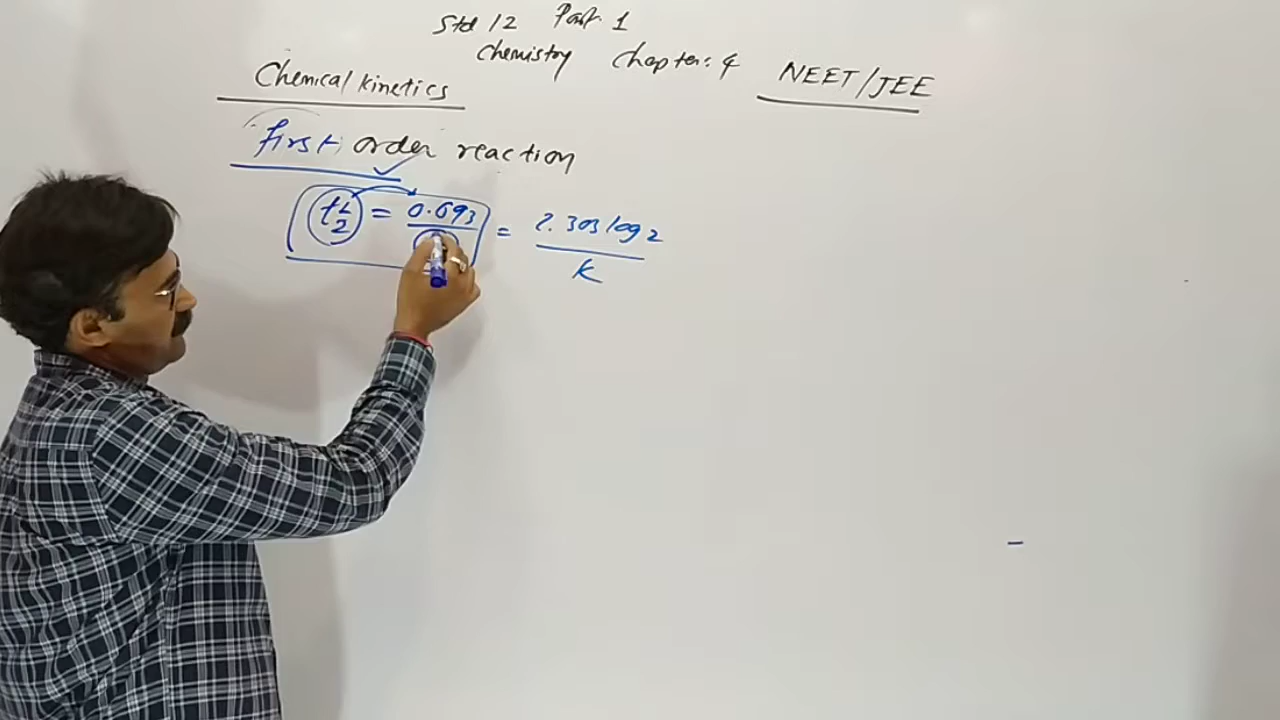 Std 12 Part 1
Chemistry Chapter: 4
NEET/JEE
Chemical kinetics
first order reaction
t1/2 = 0.693 = 2.303 log 2
K